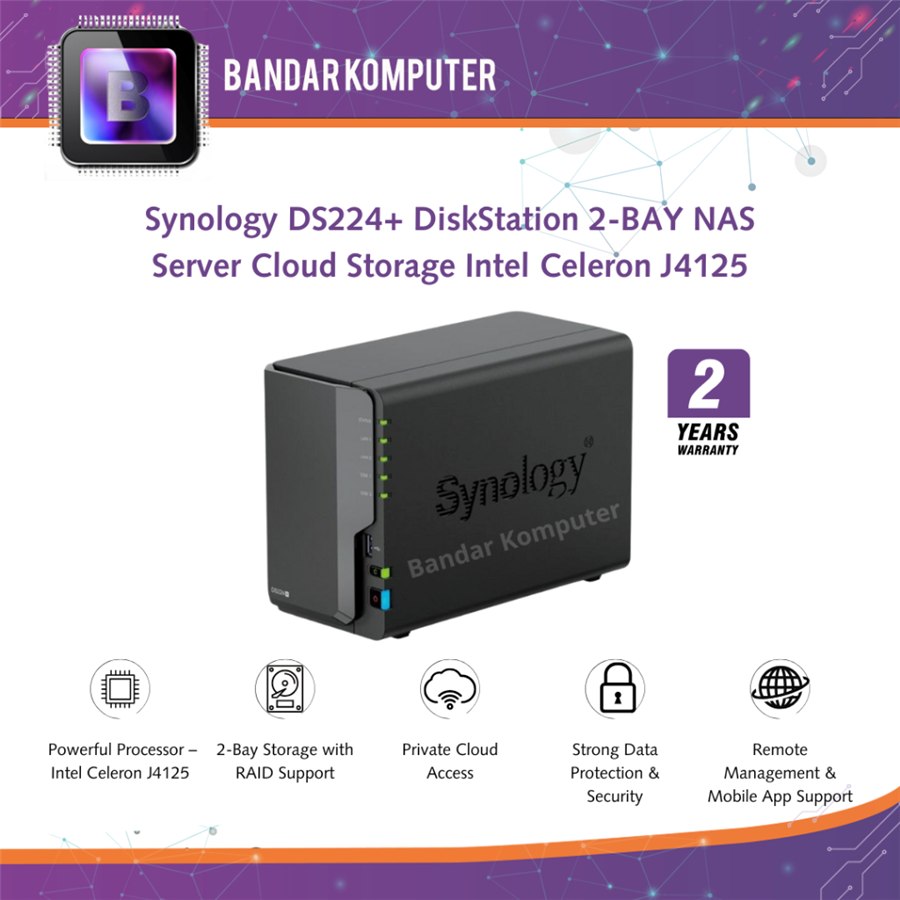 B
BANDAR KOMPUTER
Synology DS224+ DiskStation 2-BAY NAS
Server Cloud Storage Intel Celeron J4125
2
YEARS
WARRANTY
Synology®
Bandar Komputer
DS224+
Powerful Processor –
Intel Celeron J4125
2-Bay Storage with
RAID Support
Private Cloud
Access
Strong Data
Protection &
Security
Remote
Management &
Mobile App Support